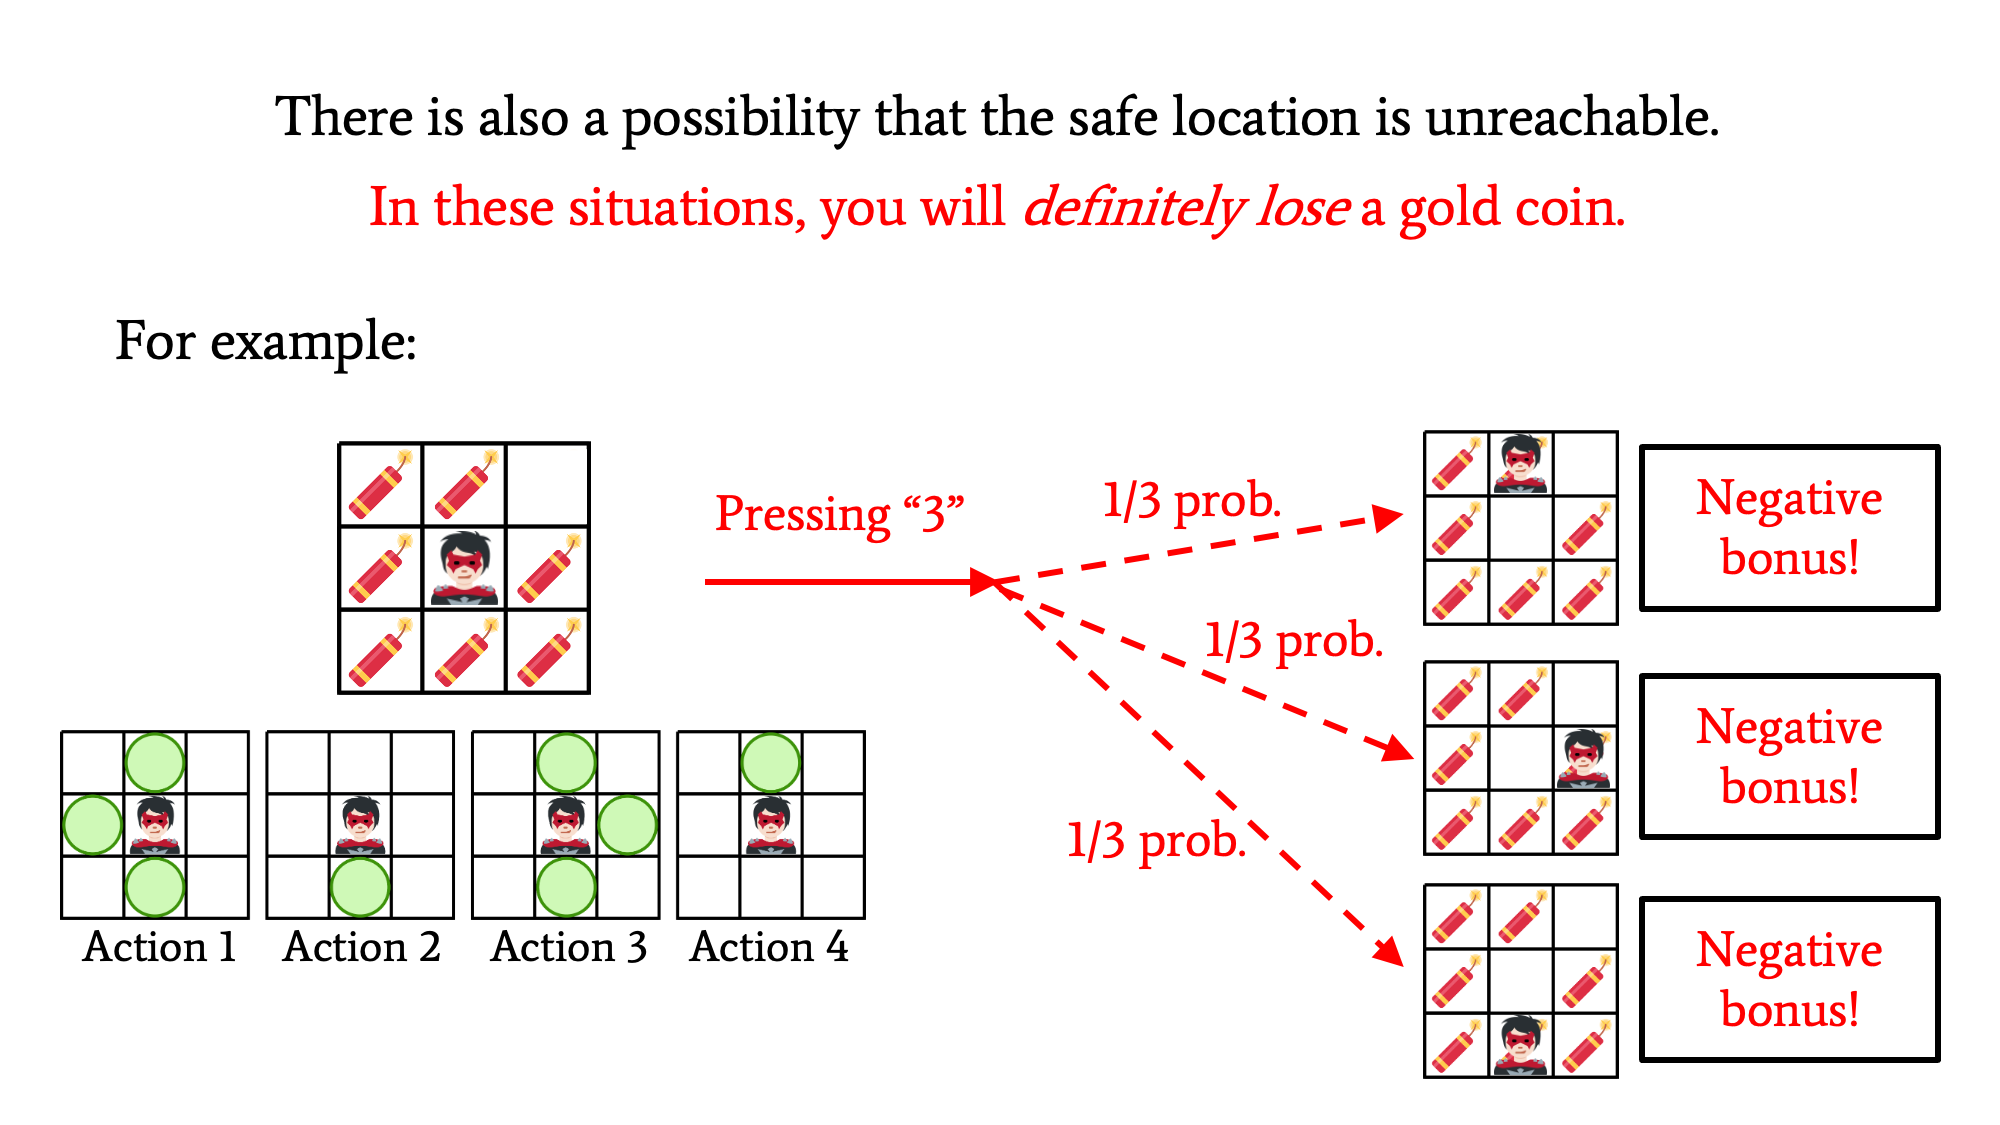 There is also a possibility that the safe location is unreachable.
In these situations, you will definitely lose a gold coin.
For example:
Pressing “3”
1/3 prob.
1/3 prob.
1/3 prob.
Negative
bonus!
Negative
bonus!
Negative
bonus!
Action 1
Action 2
Action 3
Action 4